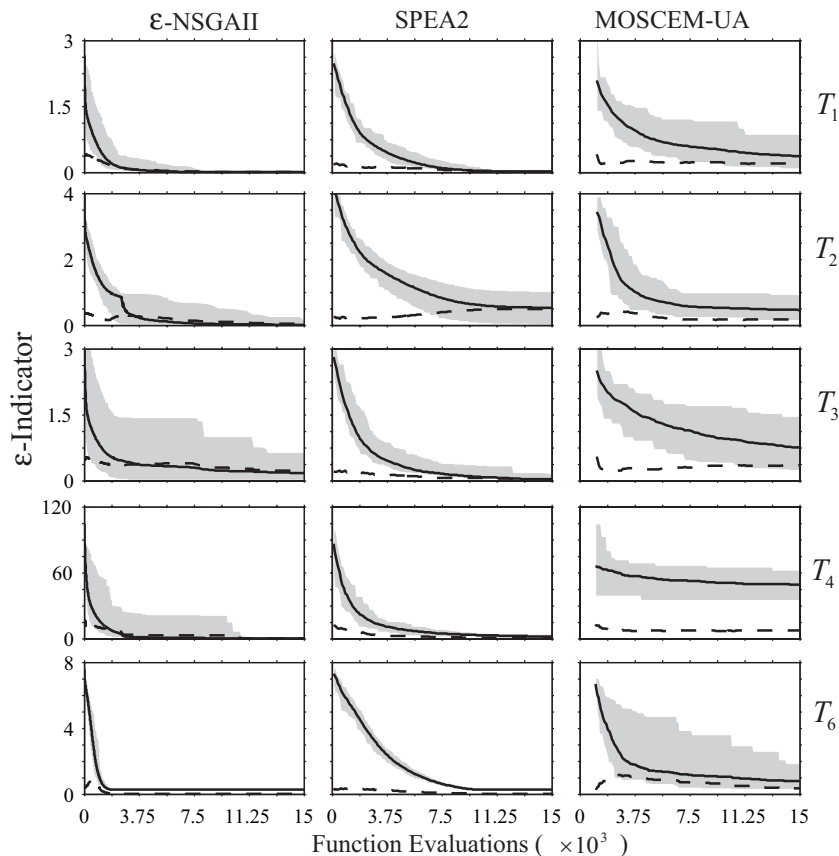 ε-NSGAII SPEA2 MOSCEM-UA
3
1.5
0
T1
4
2
0
T2
3
1.5
0
T3
120
60
0
T4
8
4
0
T6
ε-Indicator
0 3.75 7.5 11.25 15 0 3.75 7.5 11.25 15 0 3.75 7.5 11.25 15
Function Evaluations ( ×10³ )